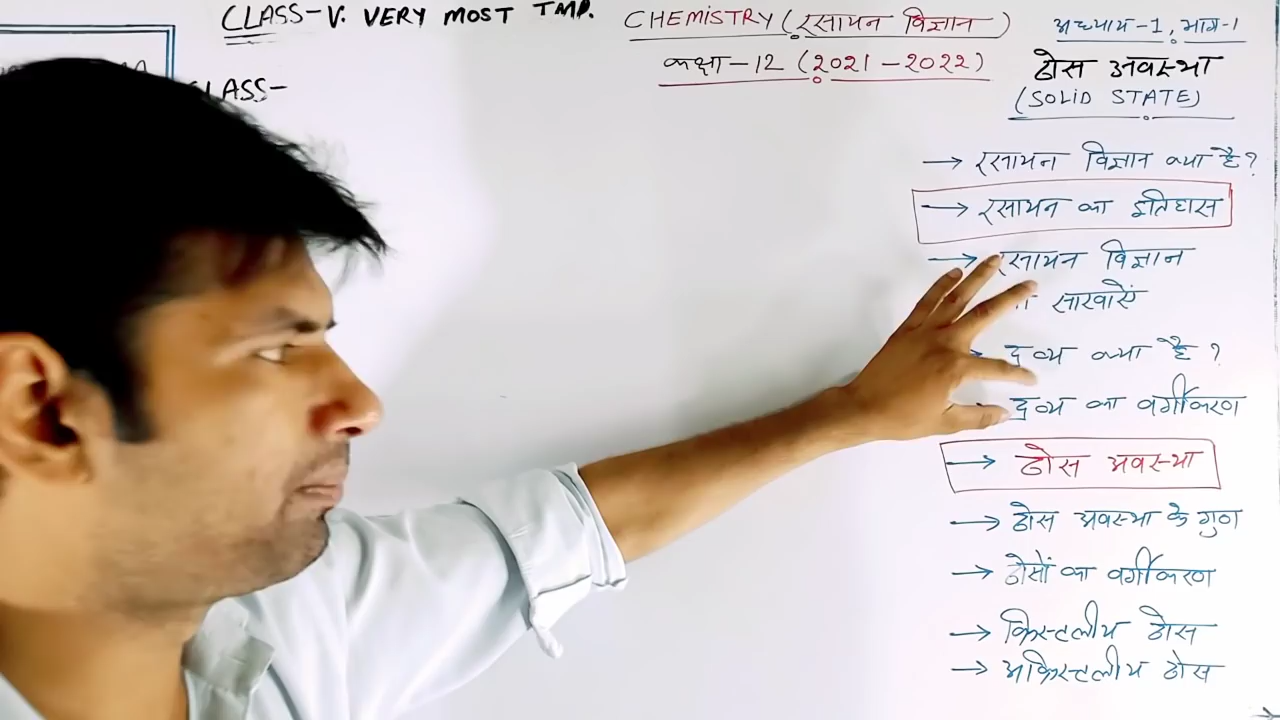 CLASS-V. VERY MOST IMP.
CHEMISTRY (रसायन विज्ञान)
कक्षा-12 (2021-2022)
अध्याय-1, भाग-1
ठोस अवस्था
(SOLID STATE)
LASS-
→ रसायन विज्ञान क्या है?
→ रसायन का इतिहास
→ रसायन विज्ञान
साखाऐं
द्रव्य क्या है ?
द्रव्य का वर्गीकरण
→ ठोस अवस्था
→ ठोस अवस्था के गुण
→ ठोसों का वर्गीकरण
→ क्रिस्टलीय ठोस
→ अक्रिस्टलीय ठोस